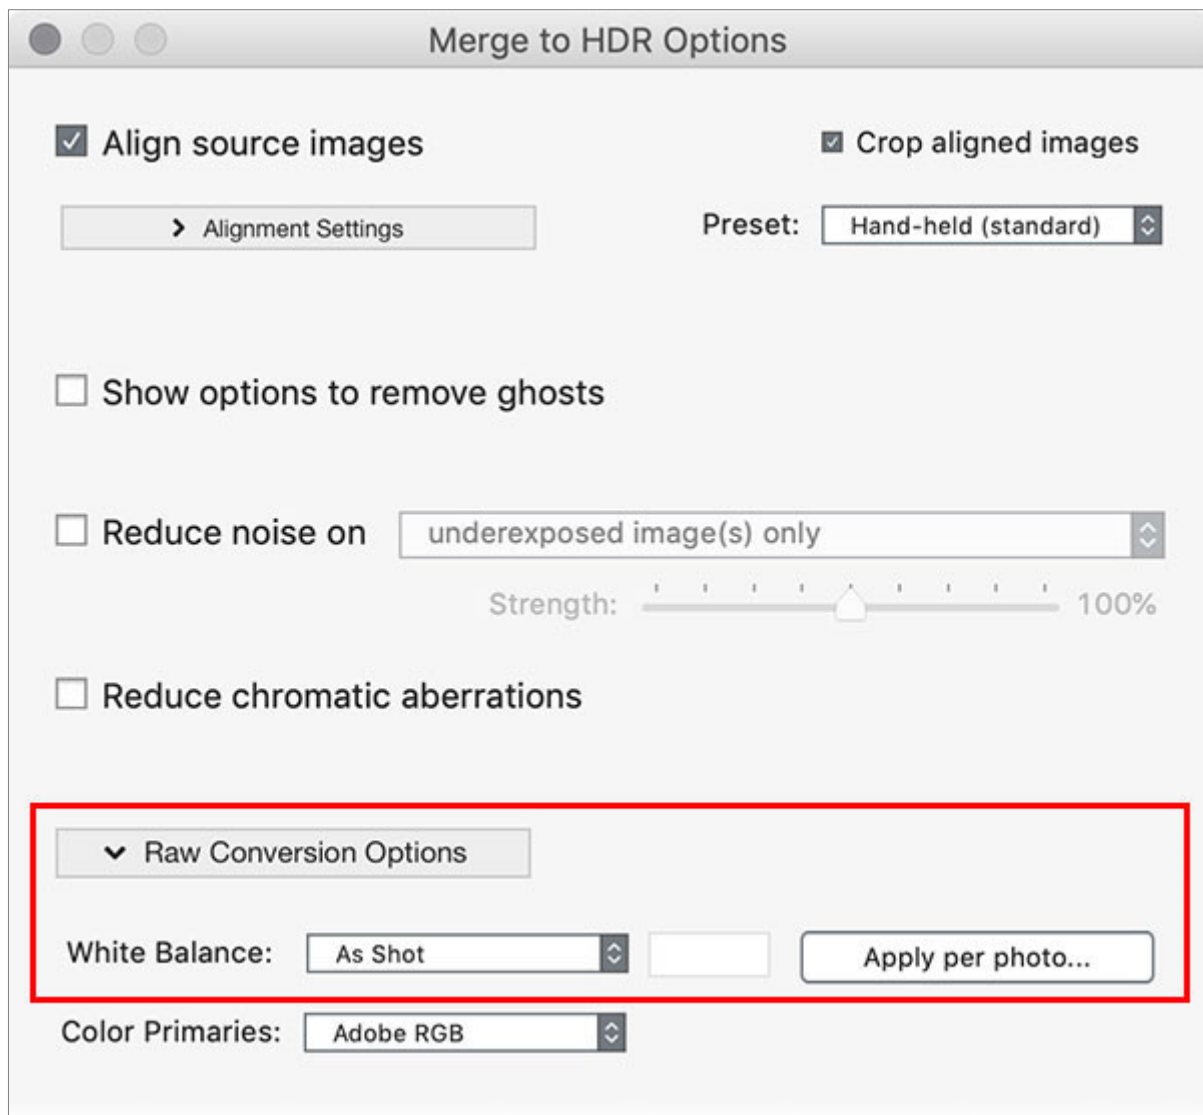 Merge to HDR Options
Align source images
Crop aligned images
Alignment Settings
Preset: Hand-held (standard)
Show options to remove ghosts
Reduce noise on underexposed image(s) only
Strength: 100%
Reduce chromatic aberrations
Raw Conversion Options
White Balance: As Shot Apply per photo...
Color Primaries: Adobe RGB